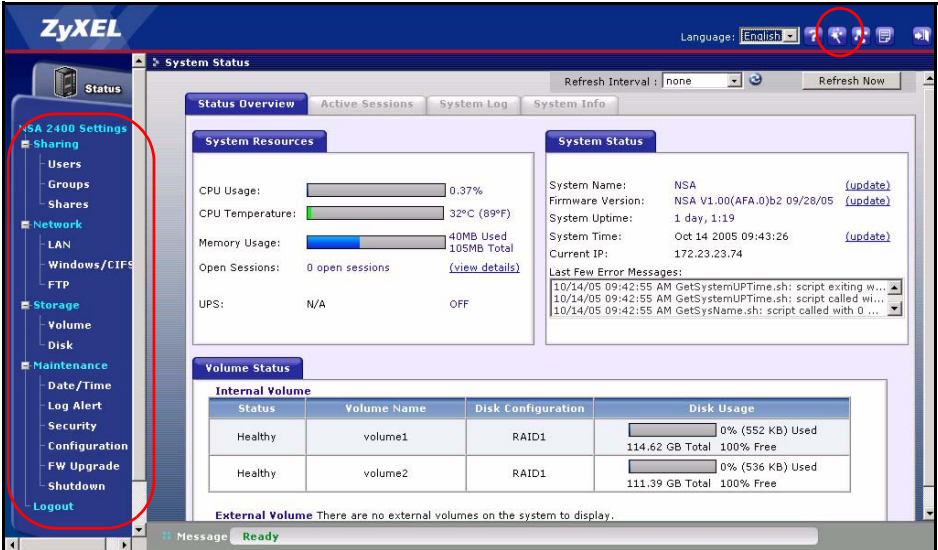 ZyXEL
Language: English
Status
System Status
Refresh Interval : none Refresh Now
Status Overview Active Sessions System Log System Info
NSA 2400 Settings
Sharing
Users
Groups
Shares
Network
LAN
Windows/CIFS
FTP
Storage
Volume
Disk
Maintenance
Date/Time
Log Alert
Security
Configuration
FW Upgrade
Shutdown
Logout
System Resources
CPU Usage: 0.37%
CPU Temperature: 32°C (89°F)
Memory Usage: 40MB Used
105MB Total
Open Sessions: 0 open sessions (view details)
UPS: N/A OFF
System Status
System Name: NSA (update)
Firmware Version: NSA V1.00(AFA.0)b2 09/28/05 (update)
System Uptime: 1 day, 1:19
System Time: Oct 14 2005 09:43:26 (update)
Current IP: 172.23.23.74
Last Few Error Messages:
10/14/05 09:42:55 AM GetSystemUPTime.sh: script exiting w...
10/14/05 09:42:55 AM GetSystemUPTime.sh: script called wi...
10/14/05 09:42:55 AM GetSysName.sh: script called with 0 ...
Volume Status
Internal Volume
Status Volume Name Disk Configuration Disk Usage
Healthy volume1 RAID1 0% (552 KB) Used
114.62 GB Total 100% Free
Healthy volume2 RAID1 0% (536 KB) Used
111.39 GB Total 100% Free
External Volume There are no external volumes on the system to display.
Message Ready